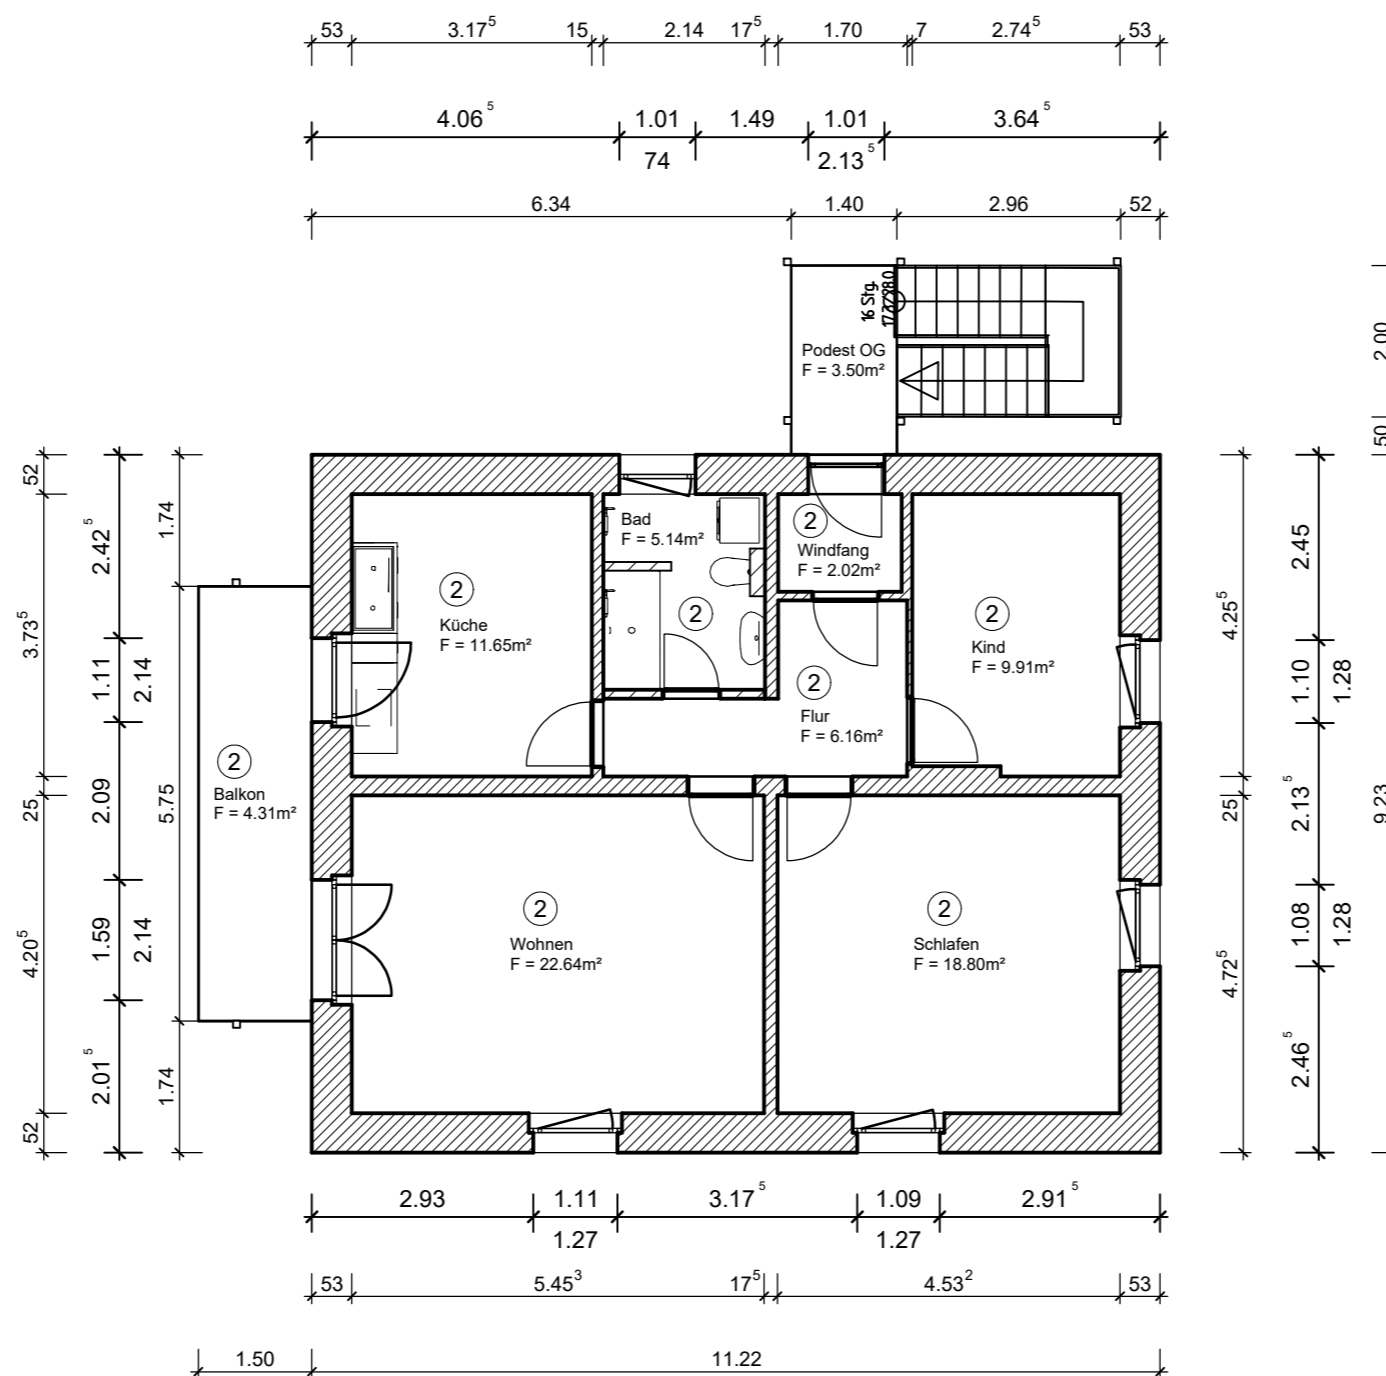 53 3.17⁵ 15 2.14 17⁵ 1.70 7 2.74⁵ 53
4.06⁵ 1.01 1.49 1.01 3.64⁵
74 2.13⁵
6.34 1.40 2.96 52
16 Stg.
17.3/28.0
Podest OG
F = 3.50m²
2.00
50
9.23
52
3.73⁵
25
4.20⁵
52
2.42⁵
1.11
2.14
2.09
1.59
2.14
2.01⁵
1.74
5.75
1.74
Bad
F = 5.14m²
2
2
Windfang
F = 2.02m²
2
Küche
F = 11.65m²
2
Kind
F = 9.91m²
2
Flur
F = 6.16m²
2
Balkon
F = 4.31m²
2
Wohnen
F = 22.64m²
2
Schlafen
F = 18.80m²
4.25⁵
25
4.72⁵
2.45
1.10
1.28
2.13⁵
1.08
1.28
2.46⁵
2.93 1.11 3.17⁵ 1.09 2.91⁵
1.27 1.27
53 5.45³ 17⁵ 4.53² 53
1.50 11.22